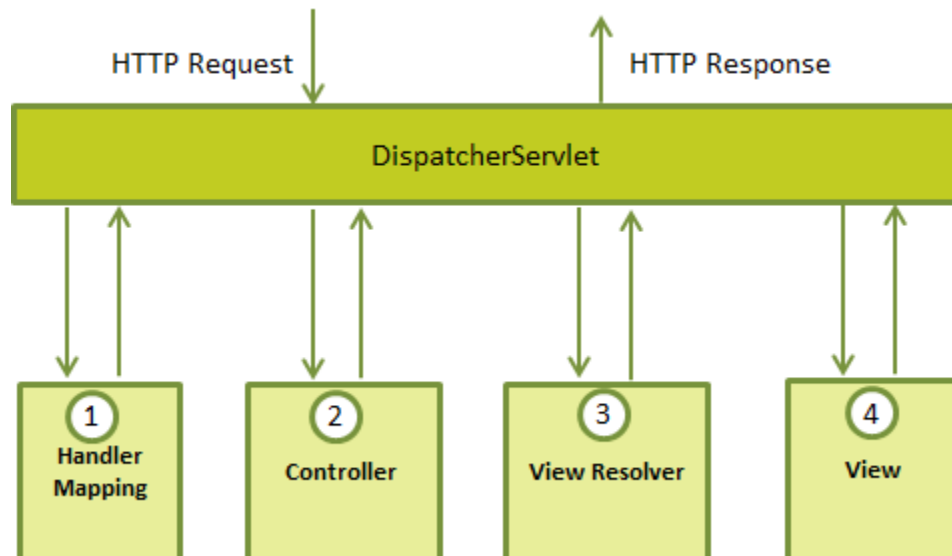 HTTP Request
HTTP Response
DispatcherServlet
1
Handler
Mapping
2
Controller
3
View Resolver
4
View